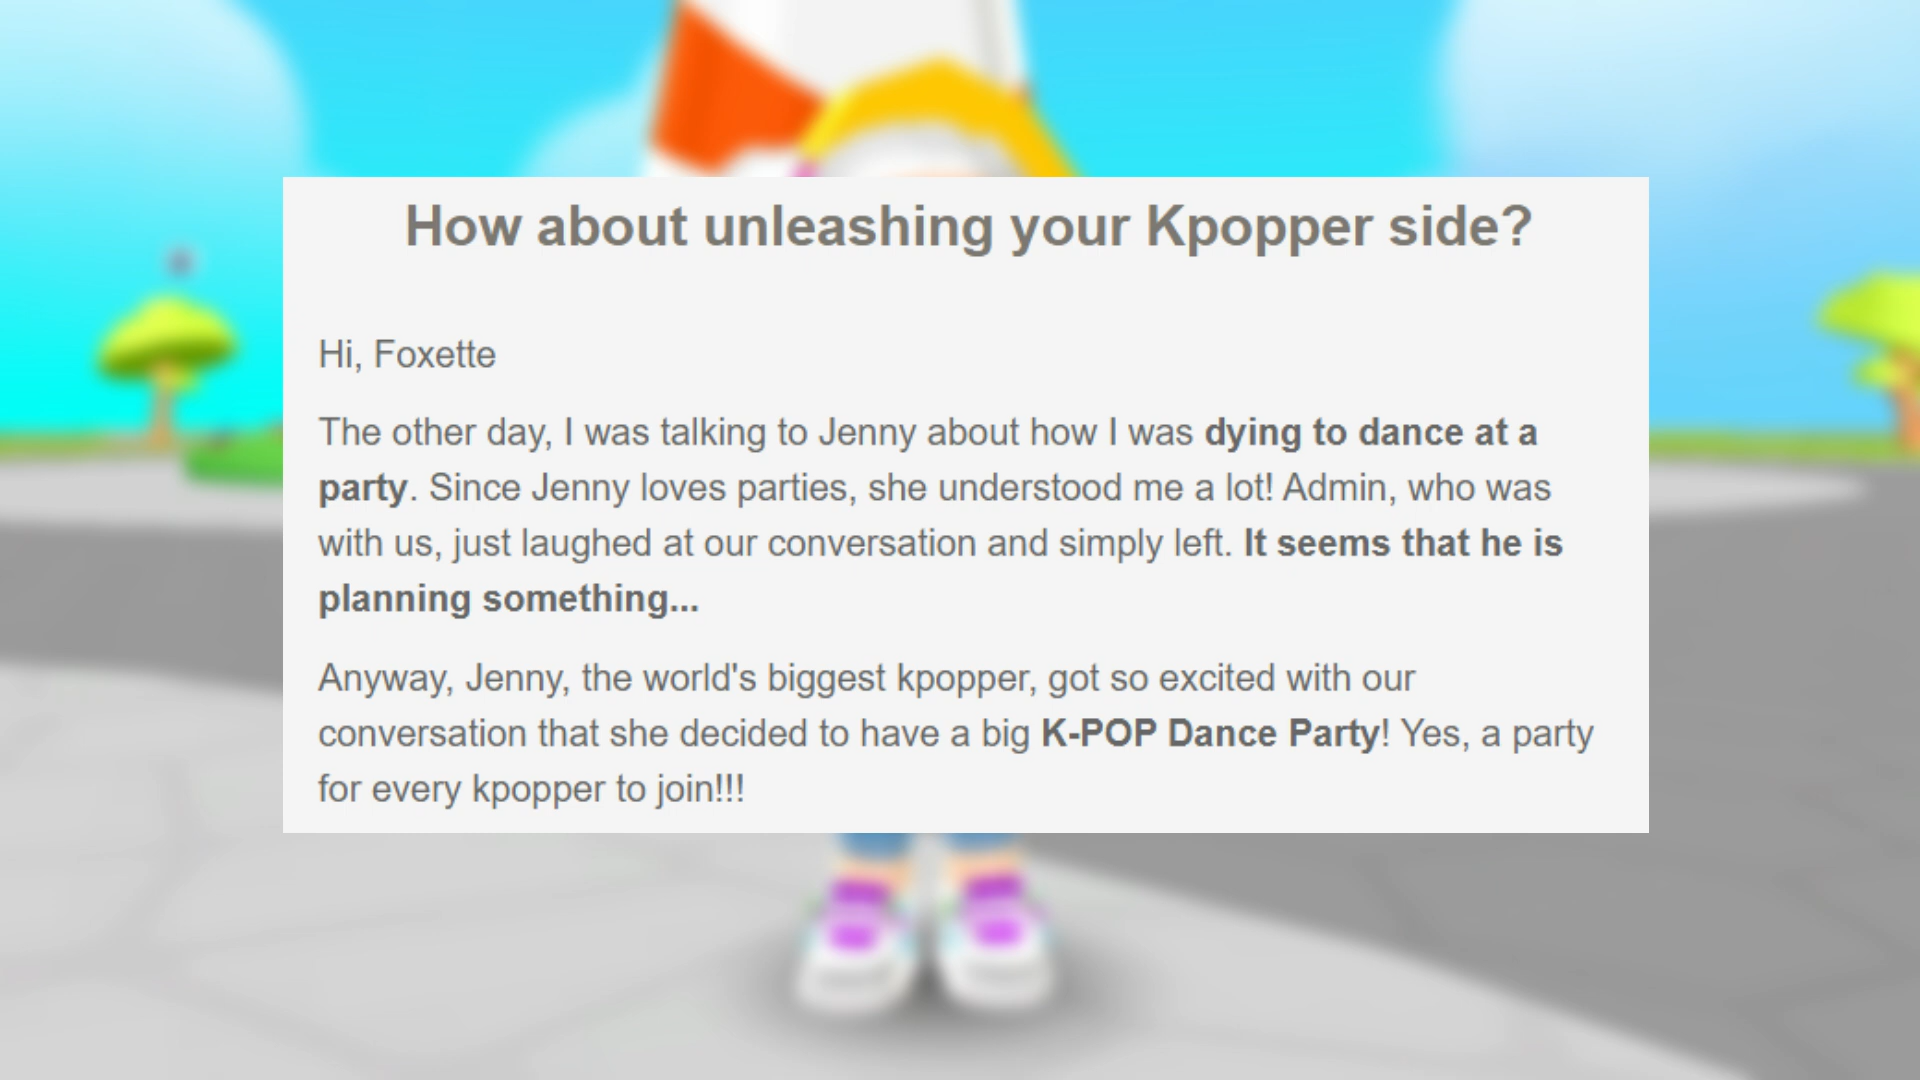 How about unleashing your Kpopper side?
Hi, Foxette
The other day, I was talking to Jenny about how I was dying to dance at a
party. Since Jenny loves parties, she understood me a lot! Admin, who was
with us, just laughed at our conversation and simply left. It seems that he is
planning something...
Anyway, Jenny, the world's biggest kpopper, got so excited with our
conversation that she decided to have a big K-POP Dance Party! Yes, a party
for every kpopper to join!!!